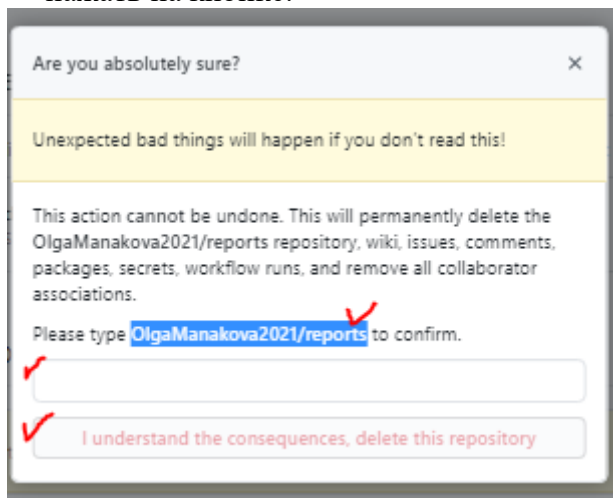 Are you absolutely sure?
Unexpected bad things will happen if you don't read this!
This action cannot be undone. This will permanently delete the
OlgaManakova2021/reports repository, wiki, issues, comments,
packages, secrets, workflow runs, and remove all collaborator
associations.
Please type OlgaManakova2021/reports to confirm.
I understand the consequences, delete this repository